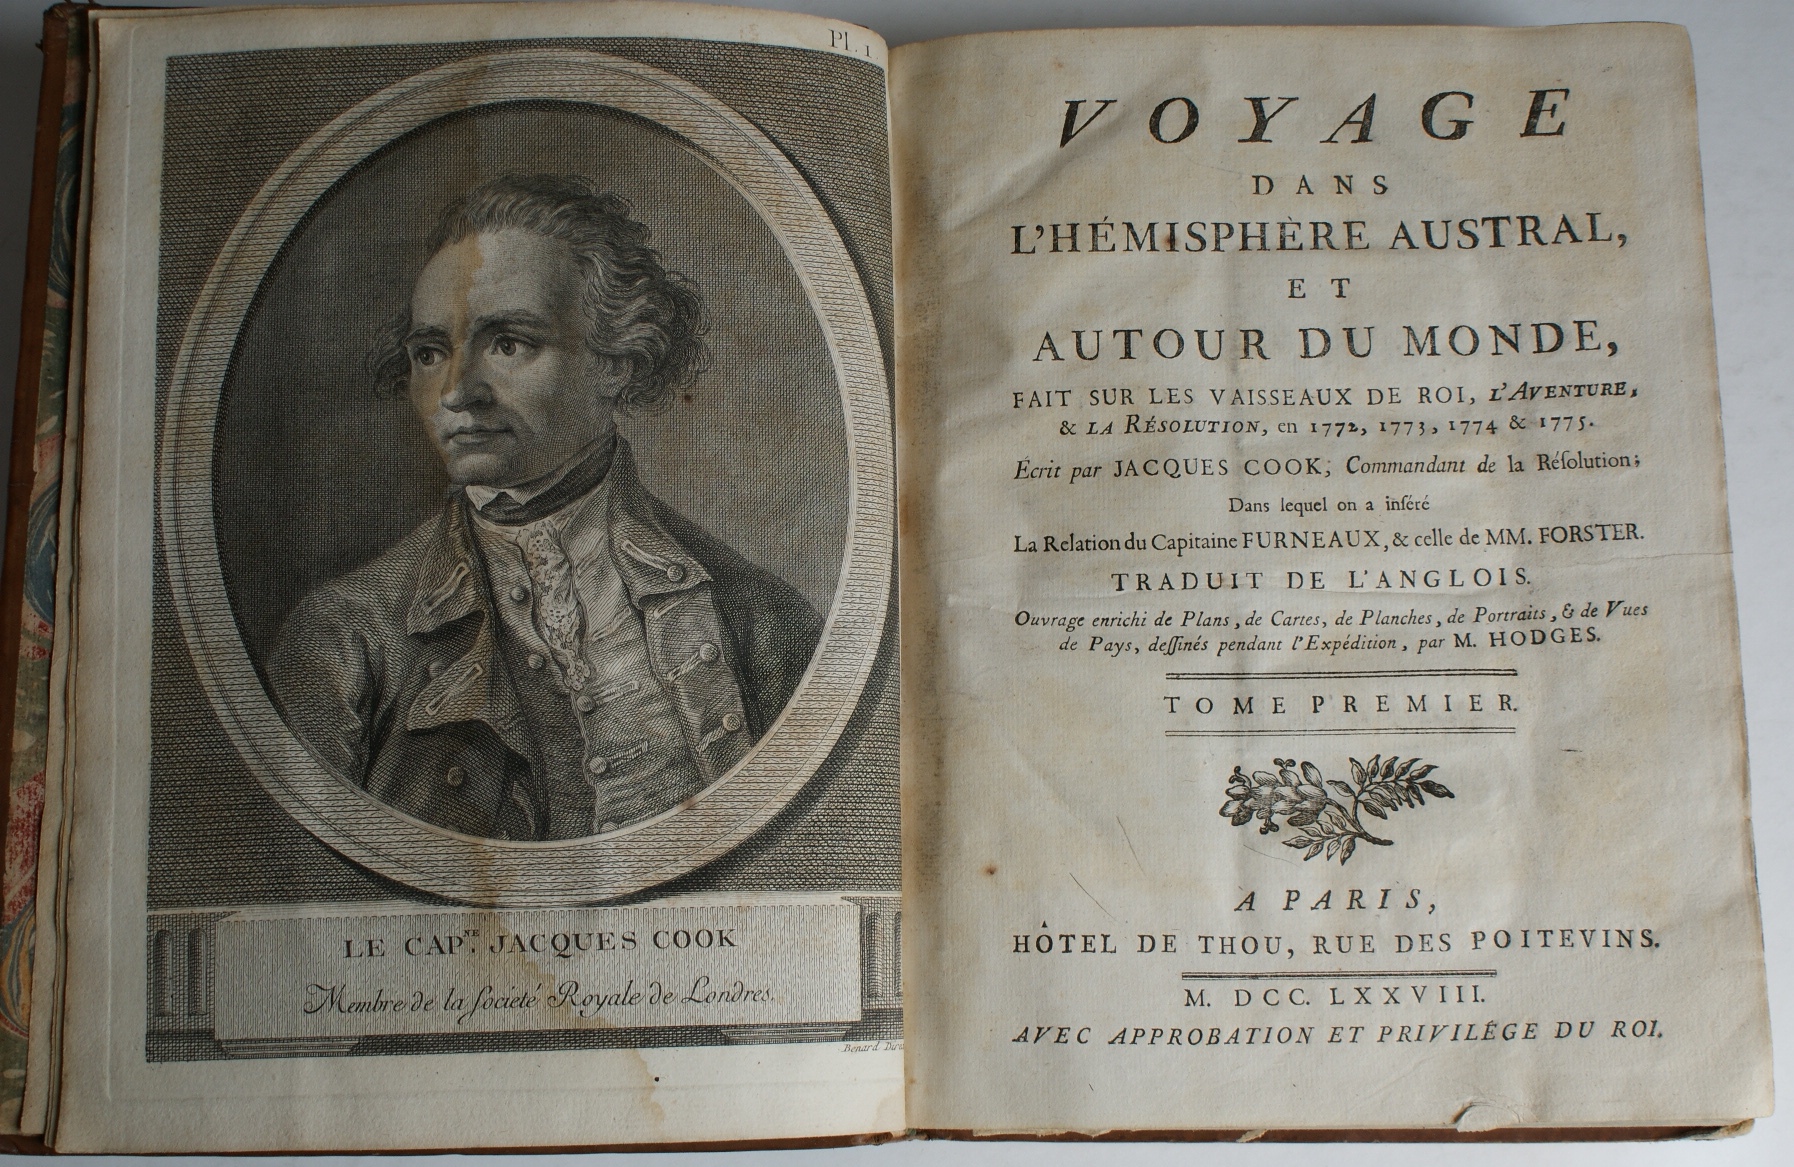 Pl. 1
LE CAP.NE JACQUES COOK
Membre de la ſocieté Royale de Londres.
Benard
VOYAGE
DANS
L'HÉMISPHÈRE AUSTRAL,
ET
AUTOUR DU MONDE,
FAIT SUR LES VAISSEAUX DE ROI, L'AVENTURE,
& LA RÉSOLUTION, en 1772, 1773, 1774 & 1775.
Écrit par JACQUES COOK, Commandant de la Réſolution;
Dans lequel on a inſéré
La Relation du Capitaine FURNEAUX, & celle de MM. FORSTER.
TRADUIT DE L'ANGLOIS.
Ouvrage enrichi de Plans, de Cartes, de Planches, de Portraits, & de Vues
de Pays, deſſinés pendant l'Expédition, par M. HODGES.
TOME PREMIER.
A PARIS,
HÔTEL DE THOU, RUE DES POITEVINS.
M. DCC. LXXVIII.
AVEC APPROBATION ET PRIVILÉGE DU ROI.